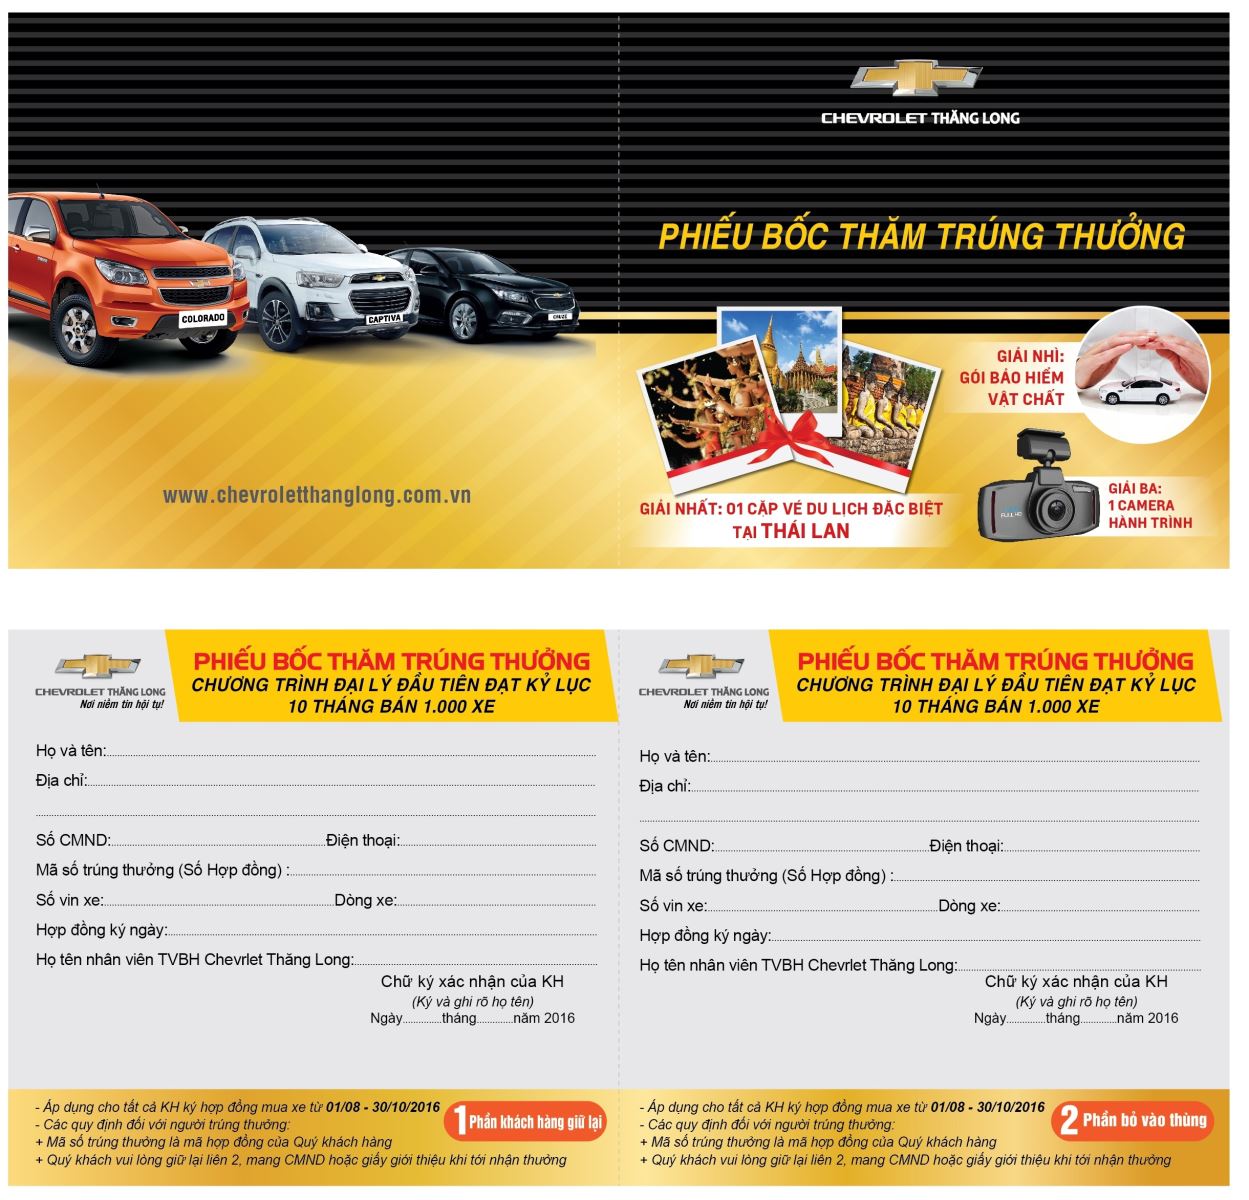 CHEVROLET THĂNG LONG
PHIẾU BỐC THĂM TRÚNG THƯỞNG
COLORADO
CAPTIVA
CRUZE
www.chevroletthanglong.com.vn
GIẢI NHẤT: 01 CẶP VÉ DU LỊCH ĐẶC BIỆT
TẠI THÁI LAN
GIẢI NHÌ:
GÓI BẢO HIỂM
VẬT CHẤT
FULL HD
GIẢI BA:
1 CAMERA
HÀNH TRÌNH
CHEVROLET THĂNG LONG
Nơi niềm tin hội tụ!
PHIẾU BỐC THĂM TRÚNG THƯỞNG
CHƯƠNG TRÌNH ĐẠI LÝ ĐẦU TIÊN ĐẠT KỶ LỤC
10 THÁNG BÁN 1.000 XE
Họ và tên:
Địa chỉ:
Số CMND: Điện thoại:
Mã số trúng thưởng (Số Hợp đồng) :
Số vin xe: Dòng xe:
Hợp đồng ký ngày:
Họ tên nhân viên TVBH Chevrlet Thăng Long:
Chữ ký xác nhận của KH
(Ký và ghi rõ họ tên)
Ngày..............tháng.............năm 2016
- Áp dụng cho tất cả KH ký hợp đồng mua xe từ 01/08 - 30/10/2016
- Các quy định đối với người trúng thưởng:
+ Mã số trúng thưởng là mã hợp đồng của Quý khách hàng
+ Quý khách vui lòng giữ lại liên 2, mang CMND hoặc giấy giới thiệu khi tới nhận thưởng
1 Phần khách hàng giữ lại
CHEVROLET THĂNG LONG
Nơi niềm tin hội tụ!
PHIẾU BỐC THĂM TRÚNG THƯỞNG
CHƯƠNG TRÌNH ĐẠI LÝ ĐẦU TIÊN ĐẠT KỶ LỤC
10 THÁNG BÁN 1.000 XE
Họ và tên:
Địa chỉ:
Số CMND: Điện thoại:
Mã số trúng thưởng (Số Hợp đồng) :
Số vin xe: Dòng xe:
Hợp đồng ký ngày:
Họ tên nhân viên TVBH Chevrlet Thăng Long:
Chữ ký xác nhận của KH
(Ký và ghi rõ họ tên)
Ngày..............tháng.............năm 2016
- Áp dụng cho tất cả KH ký hợp đồng mua xe từ 01/08 - 30/10/2016
- Các quy định đối với người trúng thưởng:
+ Mã số trúng thưởng là mã hợp đồng của Quý khách hàng
+ Quý khách vui lòng giữ lại liên 2, mang CMND hoặc giấy giới thiệu khi tới nhận thưởng
2 Phần bỏ vào thùng